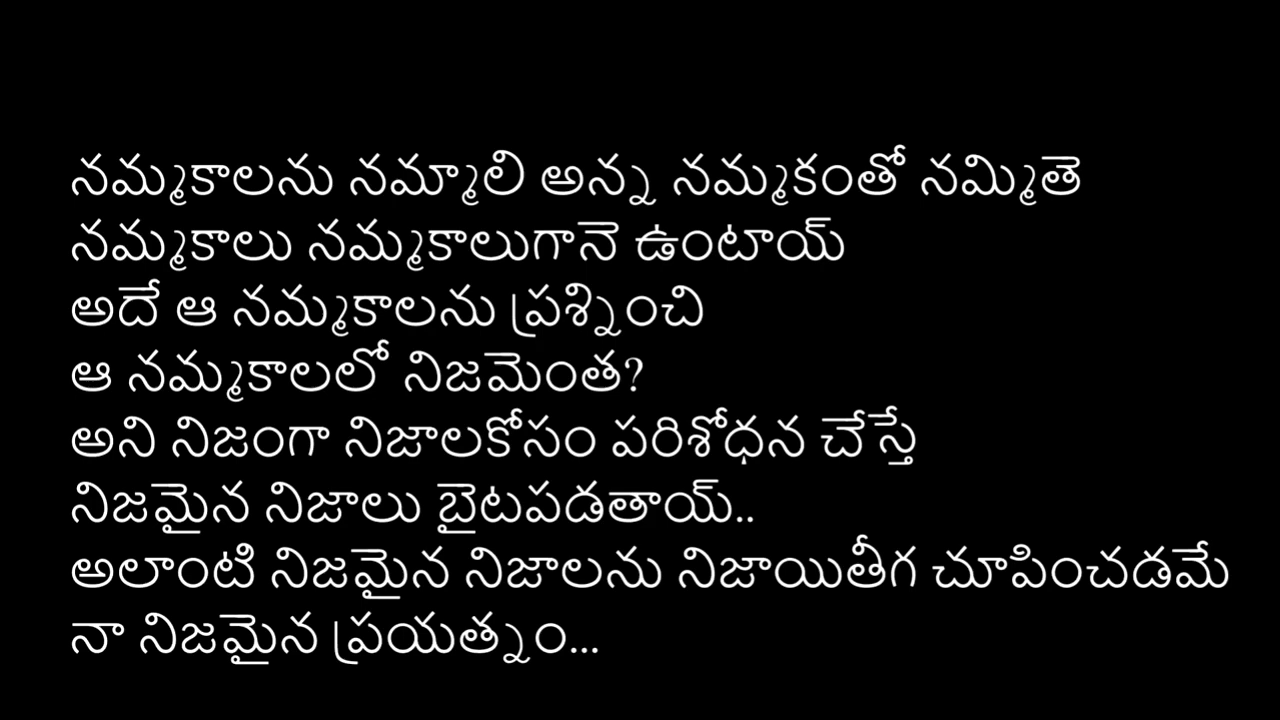 నమ్మకాలను నమ్మాలి అన్న నమ్మకంతో నమ్మితె
నమ్మకాలు నమ్మకాలుగానె ఉంటాయ్
అదే ఆ నమ్మకాలను ప్రశ్నించి
ఆ నమ్మకాలలో నిజమెంత?
అని నిజంగా నిజాలకోసం పరిశోధన చేస్తే
నిజమైన నిజాలు బైటపడతాయ్..
అలాంటి నిజమైన నిజాలను నిజాయితీగ చూపించడమే
నా నిజమైన ప్రయత్నం...